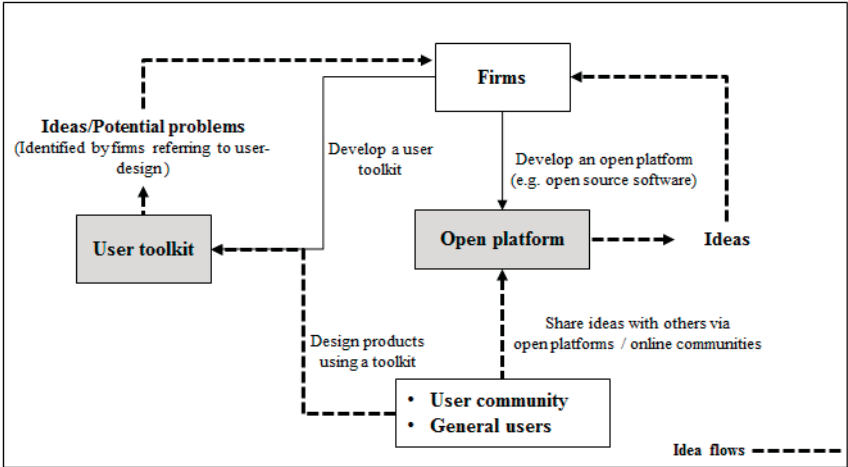 Firms
Ideas/Potential problems
(Identified by firms referring to user-
design)
Develop a user
toolkit
Develop an open platform
(e.g. open source software)
User toolkit
Open platform
Ideas
Design products
using a toolkit
Share ideas with others via
open platforms / online communities
• User community
• General users
Idea flows